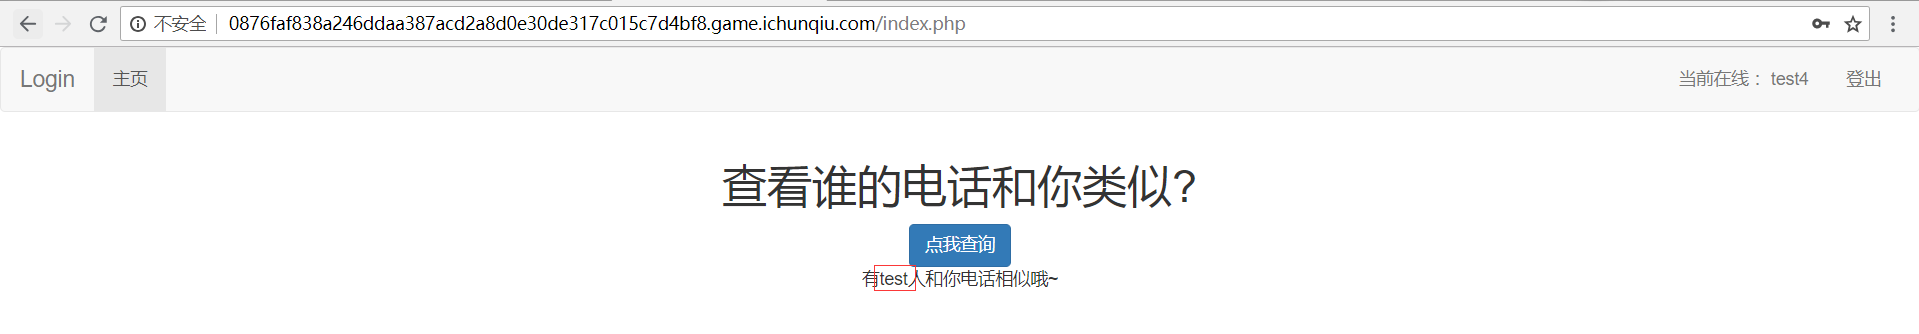 不安全 0876faf838a246ddaa387acd2a8d0e30de317c015c7d4bf8.game.ichunqiu.com/index.php
Login 主页 当前在线： test4 登出
查看谁的电话和你类似?
点我查询
有test人和你电话相似哦~